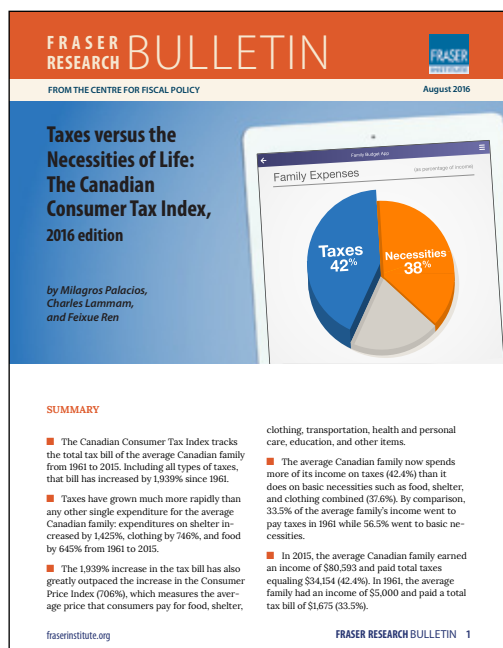 FRASER
RESEARCH BULLETIN
FRASER
INSTITUTE
FROM THE CENTRE FOR FISCAL POLICY
August 2016
Taxes versus the
Necessities of Life:
The Canadian
Consumer Tax Index,
2016 edition
by Milagros Palacios,
Charles Lammam,
and Feixue Ren
Family Budget App
Family Expenses
(as percentage of income)
Taxes
42%
Necessities
38%
SUMMARY
■ The Canadian Consumer Tax Index tracks
the total tax bill of the average Canadian family
from 1961 to 2015. Including all types of taxes,
that bill has increased by 1,939% since 1961.
■ Taxes have grown much more rapidly than
any other single expenditure for the average
Canadian family: expenditures on shelter in-
creased by 1,425%, clothing by 746%, and food
by 645% from 1961 to 2015.
■ The 1,939% increase in the tax bill has also
greatly outpaced the increase in the Consumer
Price Index (706%), which measures the aver-
age price that consumers pay for food, shelter,
clothing, transportation, health and personal
care, education, and other items.
■ The average Canadian family now spends
more of its income on taxes (42.4%) than it
does on basic necessities such as food, shelter,
and clothing combined (37.6%). By comparison,
33.5% of the average family's income went to
pay taxes in 1961 while 56.5% went to basic ne-
cessities.
■ In 2015, the average Canadian family earned
an income of $80,593 and paid total taxes
equaling $34,154 (42.4%). In 1961, the average
family had an income of $5,000 and paid a total
tax bill of $1,675 (33.5%).
fraserinstitute.org
FRASER RESEARCH BULLETIN 1